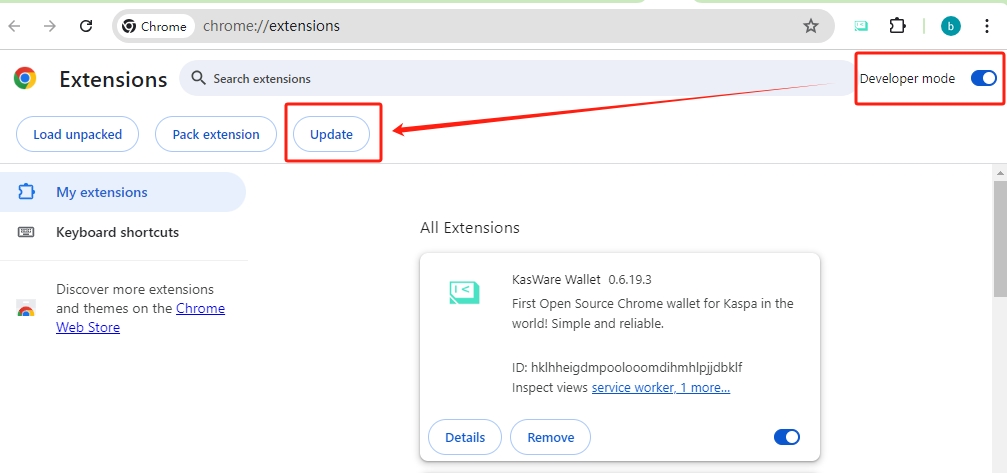 Chrome
chrome://extensions
b
Extensions
Search extensions
Developer mode
Load unpacked
Pack extension
Update
My extensions
Keyboard shortcuts
Discover more extensions
and themes on the Chrome
Web Store
All Extensions
KasWare Wallet 0.6.19.3
First Open Source Chrome wallet for Kaspa in the
world! Simple and reliable.
ID: hklhheigdmpoolooomdihmhlpjjdbklf
Inspect views service worker, 1 more...
Details
Remove